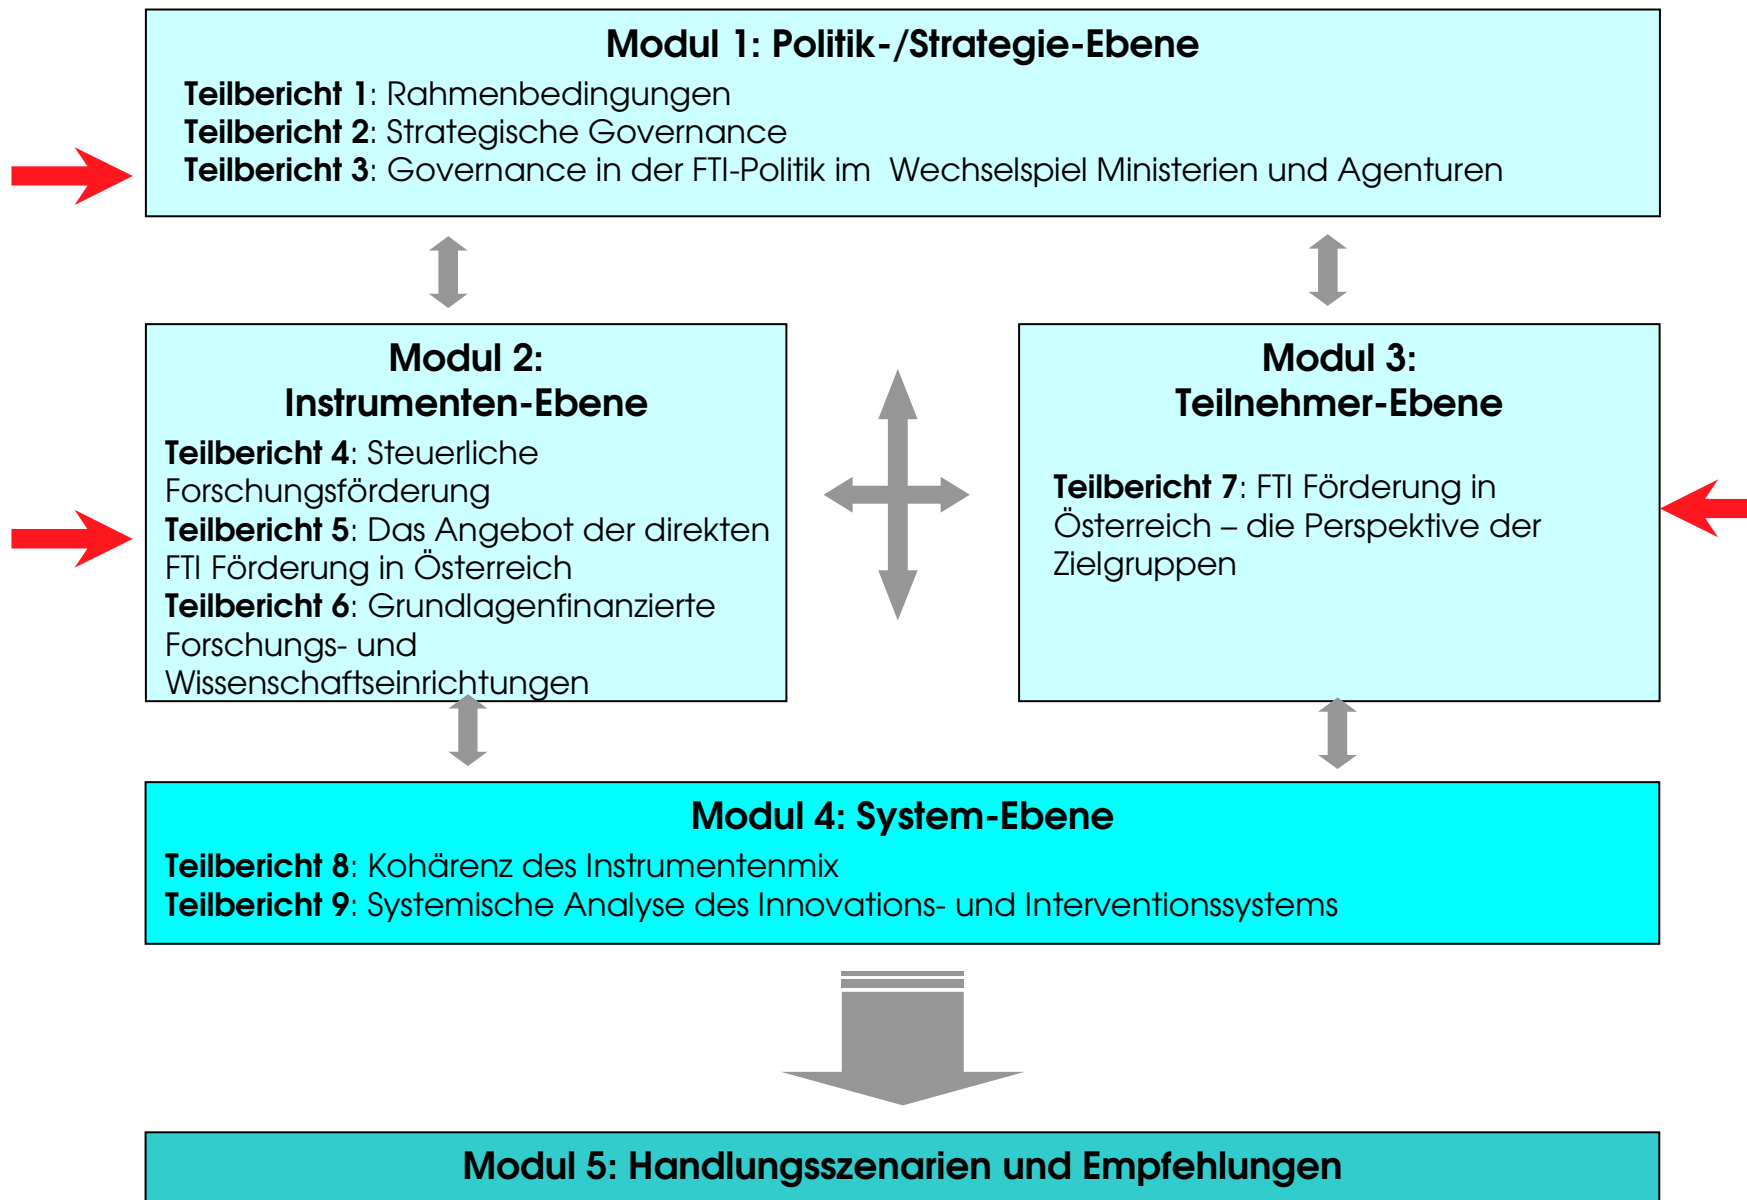 Modul 1: Politik-/Strategie-Ebene
Teilbericht 1: Rahmenbedingungen
Teilbericht 2: Strategische Governance
Teilbericht 3: Governance in der FTI-Politik im  Wechselspiel Ministerien und Agenturen
Modul 2:
Instrumenten-Ebene
Teilbericht 4: Steuerliche
Forschungsförderung
Teilbericht 5: Das Angebot der direkten
FTI Förderung in Österreich
Teilbericht 6: Grundlagenfinanzierte
Forschungs- und
Wissenschaftseinrichtungen
Modul 3:
Teilnehmer-Ebene
Teilbericht 7: FTI Förderung in
Österreich – die Perspektive der
Zielgruppen
Modul 4: System-Ebene
Teilbericht 8: Kohärenz des Instrumentenmix
Teilbericht 9: Systemische Analyse des Innovations- und Interventionssystems
Modul 5: Handlungsszenarien und Empfehlungen